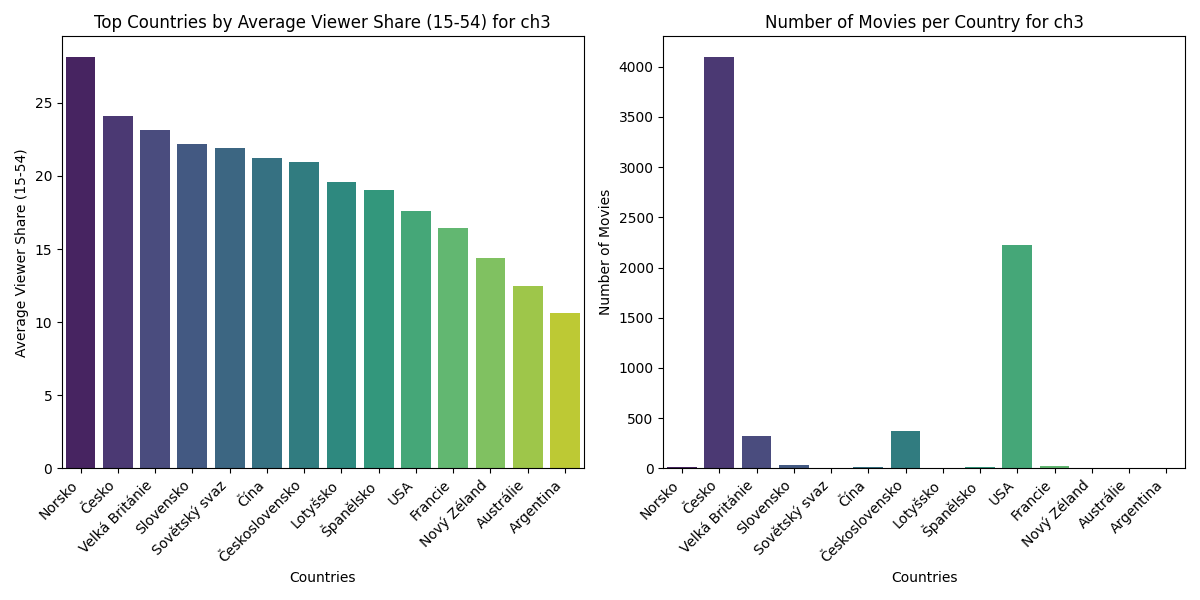 Top Countries by Average Viewer Share (15-54) for ch3
Average Viewer Share (15-54)
25
20
15
10
5
0
Norsko
Česko
Velká Británie
Slovensko
Sovětský svaz
Čína
Československo
Lotyšsko
Španělsko
USA
Francie
Nový Zéland
Austrálie
Argentina
Countries
Number of Movies per Country for ch3
Number of Movies
4000
3500
3000
2500
2000
1500
1000
500
0
Norsko
Česko
Velká Británie
Slovensko
Sovětský svaz
Čína
Československo
Lotyšsko
Španělsko
USA
Francie
Nový Zéland
Austrálie
Argentina
Countries